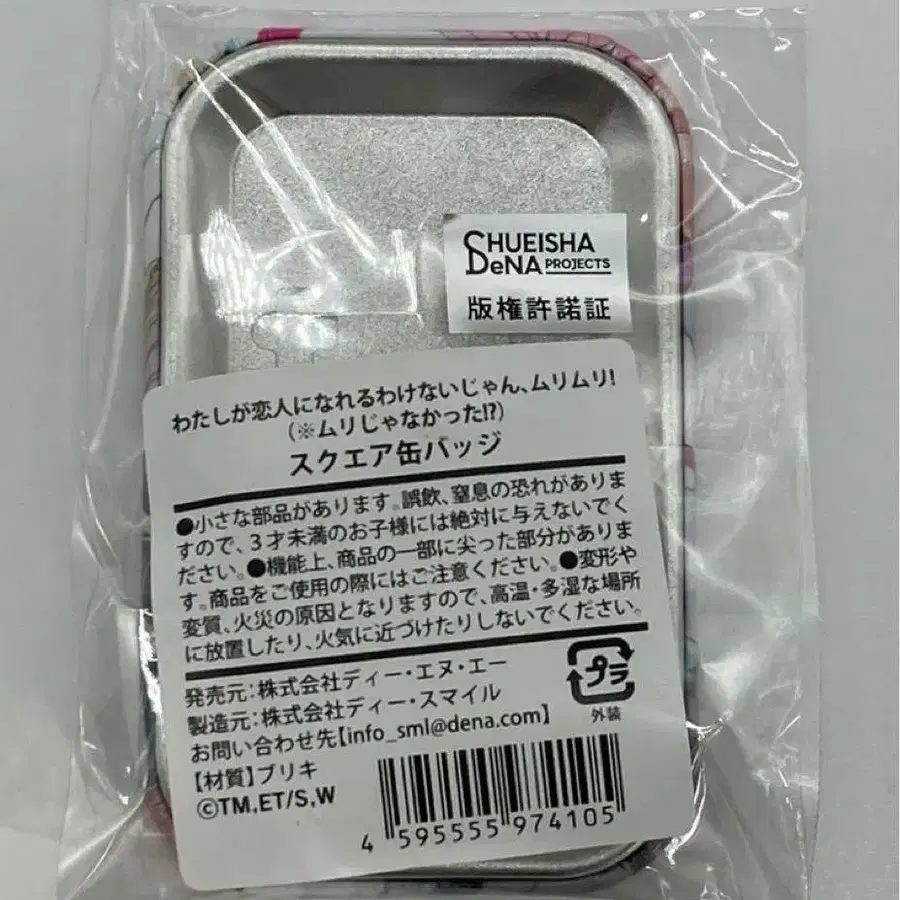 SHUEISHA
DeNA PROJECTS
版権許諾証
わたしが恋人になれるわけないじゃん、ムリムリ!
(※ムリじゃなかった!?)
スクエア缶バッジ
●小さな部品があります。誤飲、窒息の恐れがありま
すので、3才未満のお子様には絶対に与えないでく
ださい。●機能上、商品の一部に尖った部分がありま
す。商品をご使用の際にはご注意ください。●変形や
変質、火災の原因となりますので、高温・多湿な場所
に放置したり、火気に近づけたりしないでください。
発売元:株式会社ディー・エヌ・エー
製造元:株式会社ディー・スマイル
お問い合わせ先【info_sml@dena.com】
【材質】ブリキ
©TM,ET/S,W
プラ
外装
4 595555 974105